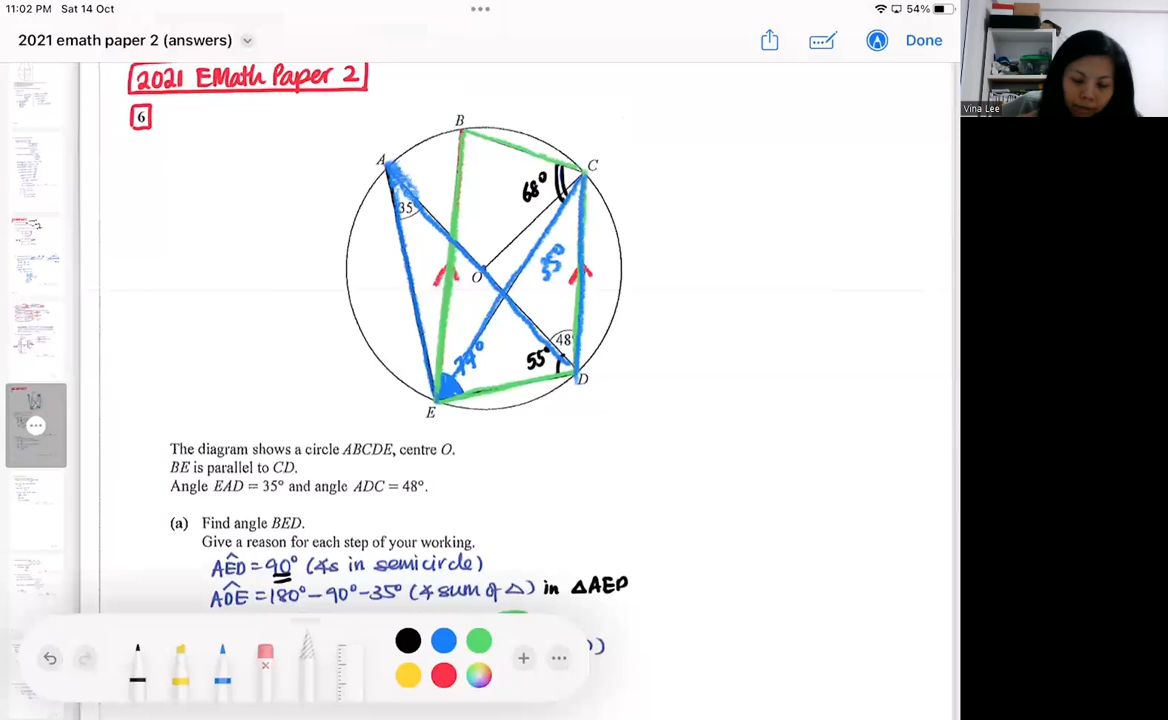 11:02 PM Sat 14 Oct
54%
2021 emath paper 2 (answers)
Done
Vina Lee
2021 EMath Paper 2
6
B
A
C
68°
35
55°
O
48
74°
55°
D
E
The diagram shows a circle ABCDE, centre O.
BE is parallel to CD.
Angle EAD = 35° and angle ADC = 48°.
(a) Find angle BED.
Give a reason for each step of your working.
AÊD = 90° (∡s in semicircle)
AD̂E = 180° – 90° – 35° (∡ sum of △) in △AED